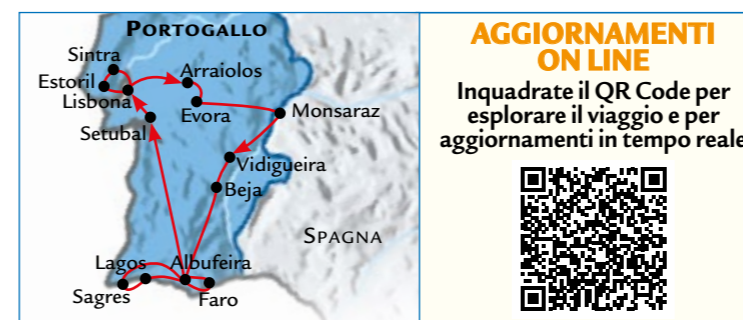 PORTOGALLO
Sintra
Estoril
Lisbona
Arraiolos
Evora
Monsaraz
Setubal
Vidigueira
Beja
SPAGNA
Lagos
Albufeira
Sagres
Faro
AGGIORNAMENTI
ON LINE
Inquadrate il QR Code per
esplorare il viaggio e per
aggiornamenti in tempo reale